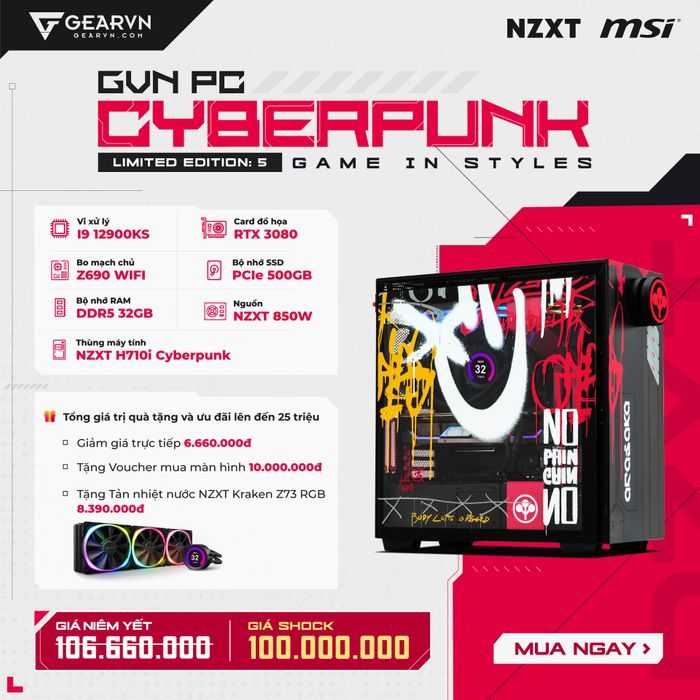 GEARVN
GEARVN.COM
NZXT msi
GVN PC
CYBERPUNK
LIMITED EDITION: 5
GAME IN STYLES
Vi xử lý
I9 12900KS
Card đồ họa
RTX 3080
Bo mạch chủ
Z690 WIFI
Bộ nhớ SSD
PCIe 500GB
Bộ nhớ RAM
DDR5 32GB
Nguồn
NZXT 850W
Thùng máy tính
NZXT H710i Cyberpunk
Tổng giá trị quà tặng và ưu đãi lên đến 25 triệu
Giảm giá trực tiếp 6.660.000đ
Tặng Voucher mua màn hình 10.000.000đ
Tặng Tản nhiệt nước NZXT Kraken Z73 RGB
8.390.000đ
32
32
NO
PAIN
GAIN
NO
arasaka
BODY LOTS
GIÁ NIÊM YẾT
106.660.000
GIÁ SHOCK
100.000.000
MUA NGAY